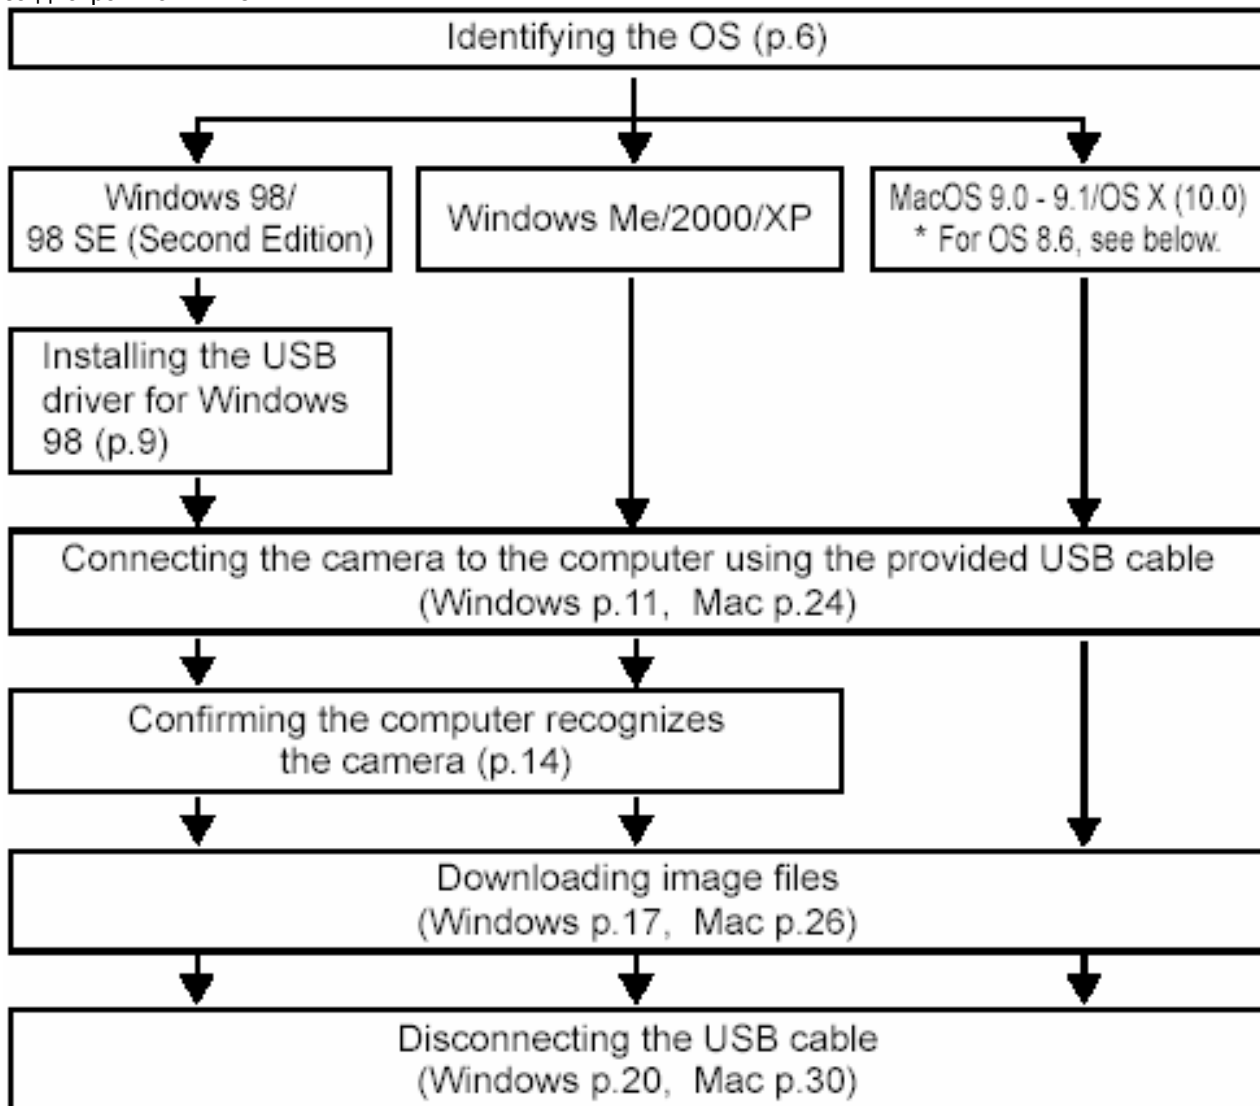 Identifying the OS (p.6)
Windows 98/
98 SE (Second Edition)
Windows Me/2000/XP
MacOS 9.0 - 9.1/OS X (10.0)
* For OS 8.6, see below.
Installing the USB
driver for Windows
98 (p.9)
Connecting the camera to the computer using the provided USB cable
(Windows p.11, Mac p.24)
Confirming the computer recognizes
the camera (p.14)
Downloading image files
(Windows p.17, Mac p.26)
Disconnecting the USB cable
(Windows p.20, Mac p.30)